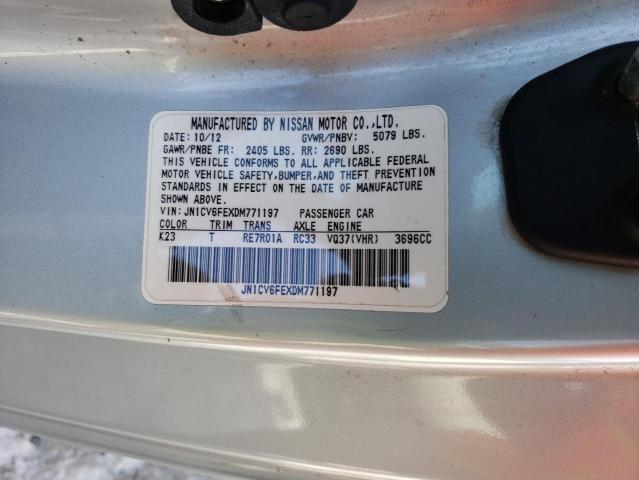 MANUFACTURED BY NISSAN MOTOR CO.,LTD.
DATE: 10/12 GVWR/PNBV: 5079 LBS.
GAWR/PNBE FR: 2405 LBS. RR: 2690 LBS.
THIS VEHICLE CONFORMS TO ALL APPLICABLE FEDERAL
MOTOR VEHICLE SAFETY, BUMPER, AND THEFT PREVENTION
STANDARDS IN EFFECT ON THE DATE OF MANUFACTURE
SHOWN ABOVE.
VIN: JN1CV6FEXDM771197 PASSENGER CAR
COLOR TRIM TRANS AXLE ENGINE
K23 T RE7R01A RC33 VQ37(VHR) 3696CC
JN1CV6FEXDM771197